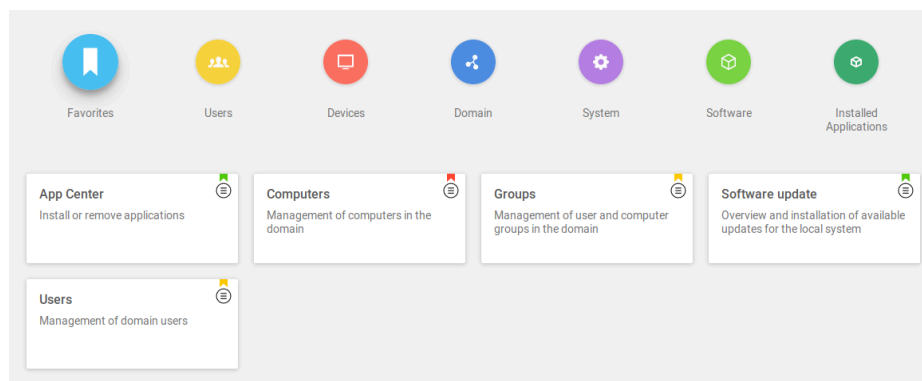 Favorites
Users
Devices
Domain
System
Software
Installed
Applications
App Center
Install or remove applications
Computers
Management of computers in the
domain
Groups
Management of user and computer
groups in the domain
Software update
Overview and installation of available
updates for the local system
Users
Management of domain users